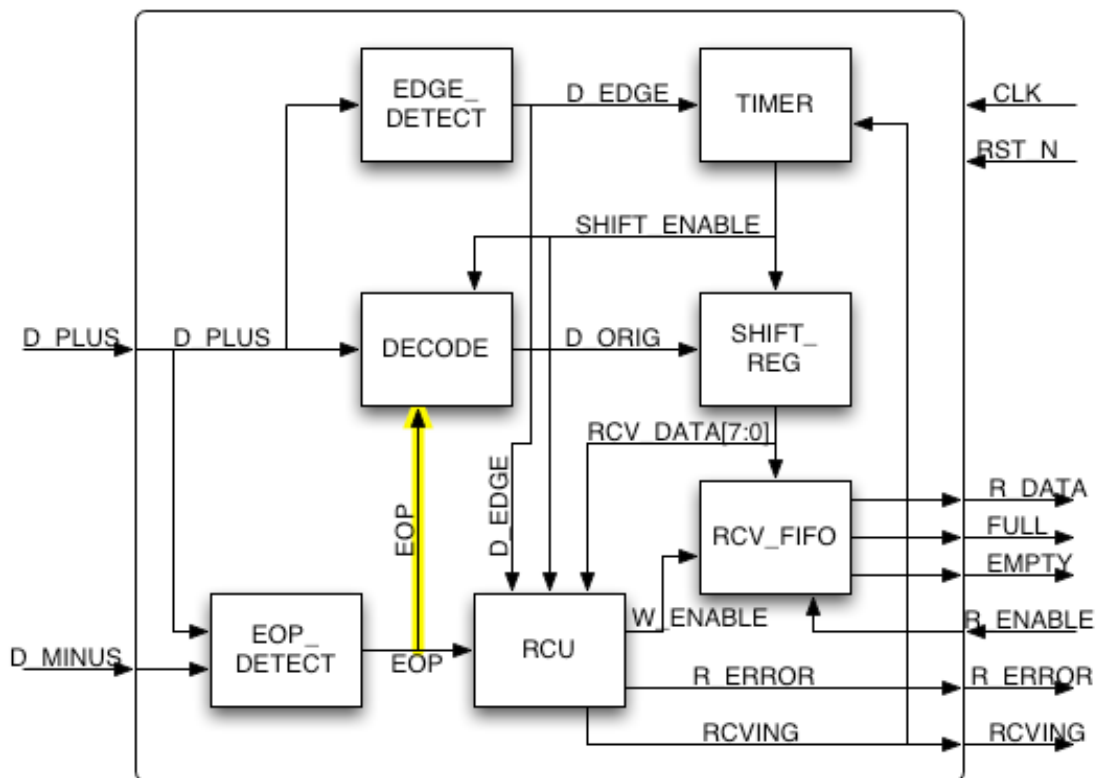 EDGE_
DETECT
D_EDGE
TIMER
CLK
RST_N
SHIFT_ENABLE
D_PLUS
D_PLUS
DECODE
D_ORIG
SHIFT_
REG
RCV_DATA[7:0]
D_EDGE
EOP
RCV_FIFO
R_DATA
FULL
EMPTY
W_ENABLE
R_ENABLE
D_MINUS
EOP_
DETECT
EOP
RCU
R_ERROR
R_ERROR
RCVING
RCVING